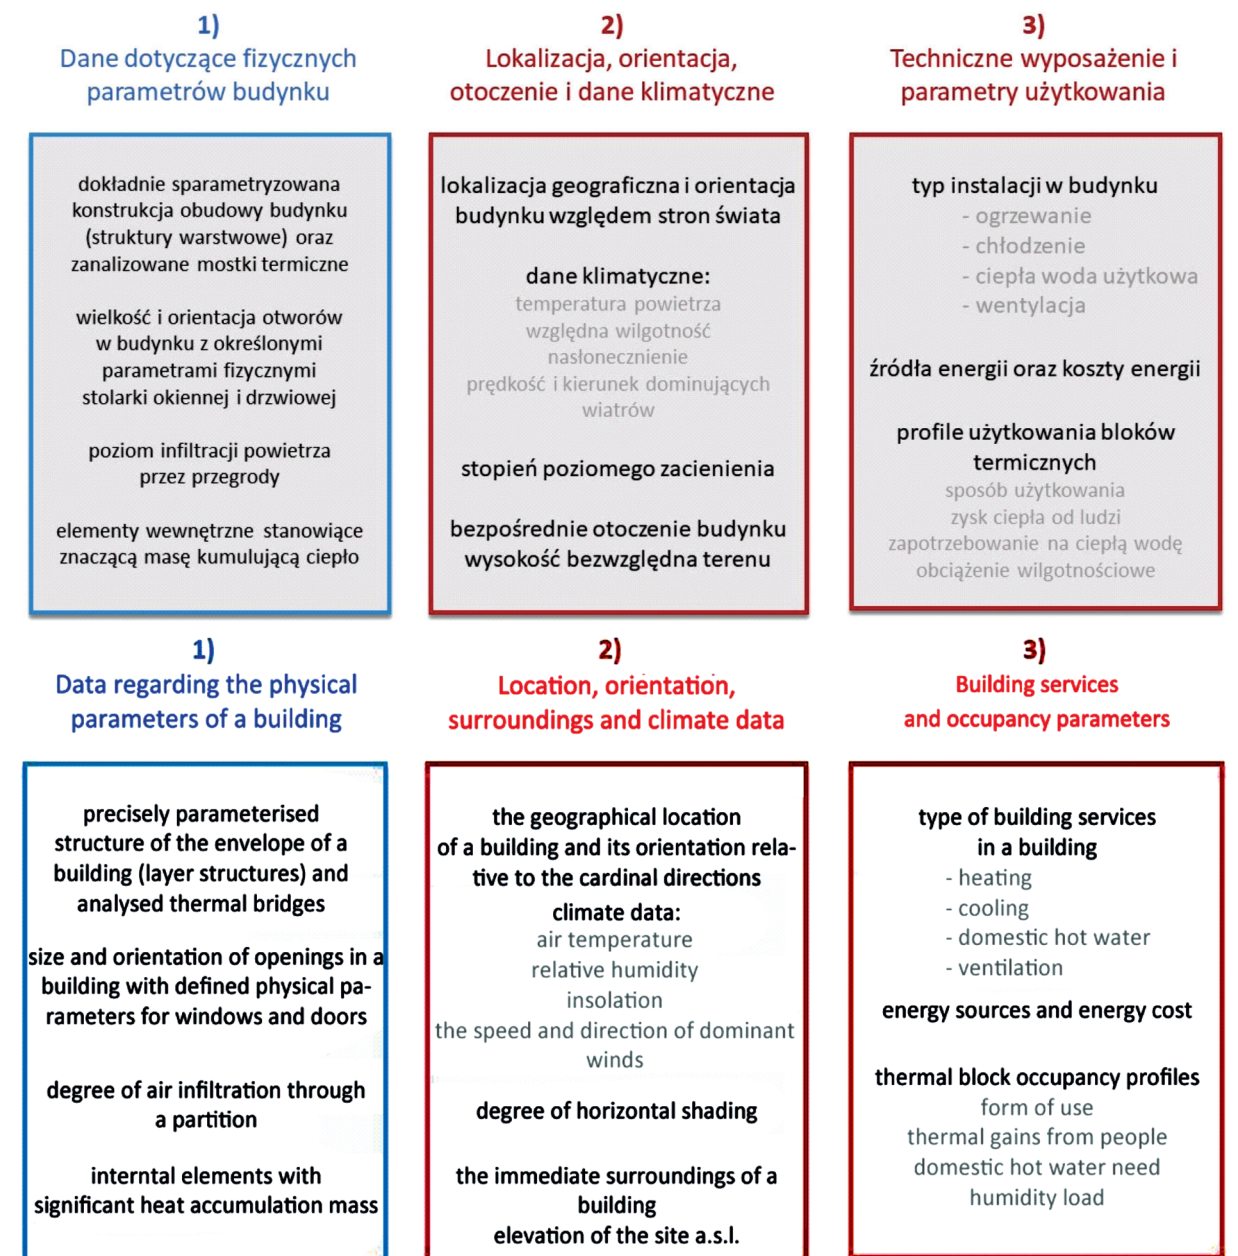 1)
Dane dotyczące fizycznych
parametrów budynku
dokładnie sparametryzowana
konstrukcja obudowy budynku
(struktury warstwowe) oraz
zanalizowane mostki termiczne
wielkość i orientacja otworów
w budynku z określonymi
parametrami fizycznymi
stolarki okiennej i drzwiowej
poziom infiltracji powietrza
przez przegrody
elementy wewnętrzne stanowiące
znaczącą masę kumulującą ciepło
2)
Lokalizacja, orientacja,
otoczenie i dane klimatyczne
lokalizacja geograficzna i orientacja
budynku względem stron świata
dane klimatyczne:
temperatura powietrza
względna wilgotność
nasłonecznienie
prędkość i kierunek dominujących
wiatrów
stopień poziomego zacienienia
bezpośrednie otoczenie budynku
wysokość bezwzględna terenu
3)
Techniczne wyposażenie i
parametry użytkowania
typ instalacji w budynku
- ogrzewanie
- chłodzenie
- ciepła woda użytkowa
- wentylacja
źródła energii oraz koszty energii
profile użytkowania bloków
termicznych
sposób użytkowania
zysk ciepła od ludzi
zapotrzebowanie na ciepłą wodę
obciążenie wilgotnościowe
1)
Data regarding the physical
parameters of a building
precisely parameterised
structure of the envelope of a
building (layer structures) and
analysed thermal bridges
size and orientation of openings in a
building with defined physical pa-
rameters for windows and doors
degree of air infiltration through
a partition
interntal elements with
significant heat accumulation mass
2)
Location, orientation,
surroundings and climate data
the geographical location
of a building and its orientation rela-
tive to the cardinal directions
climate data:
air temperature
relative humidity
insolation
the speed and direction of dominant
winds
degree of horizontal shading
the immediate surroundings of a
building
elevation of the site a.s.l.
3)
Building services
and occupancy parameters
type of building services
in a building
- heating
- cooling
- domestic hot water
- ventilation
energy sources and energy cost
thermal block occupancy profiles
form of use
thermal gains from people
domestic hot water need
humidity load